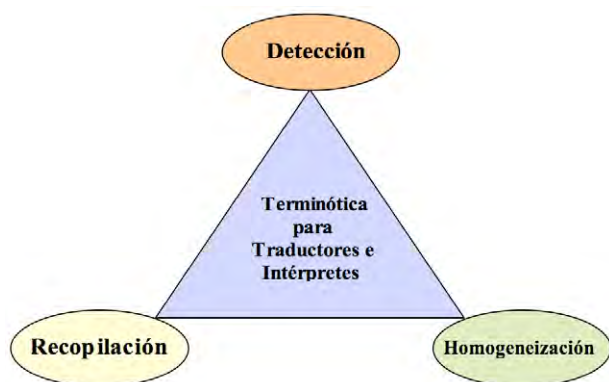 Detección
Terminótica
para
Traductores e
Intérpretes
Recopilación
Homogeneización